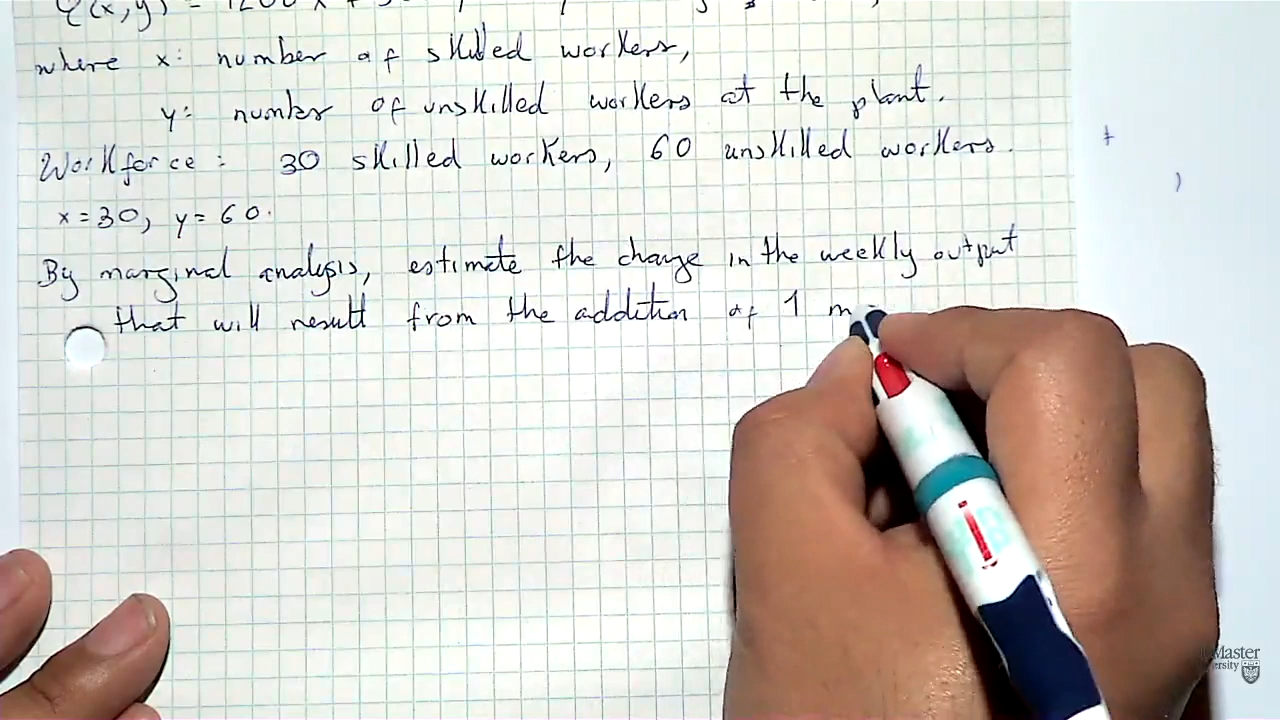 Q(x,y) = 1200 x +
where x: number of skilled workers,
y: number of unskilled workers at the plant.
Workforce: 30 skilled workers, 60 unskilled workers.
x=30, y=60.
By marginal analysis, estimate the change in the weekly output
that will result from the addition of 1 m